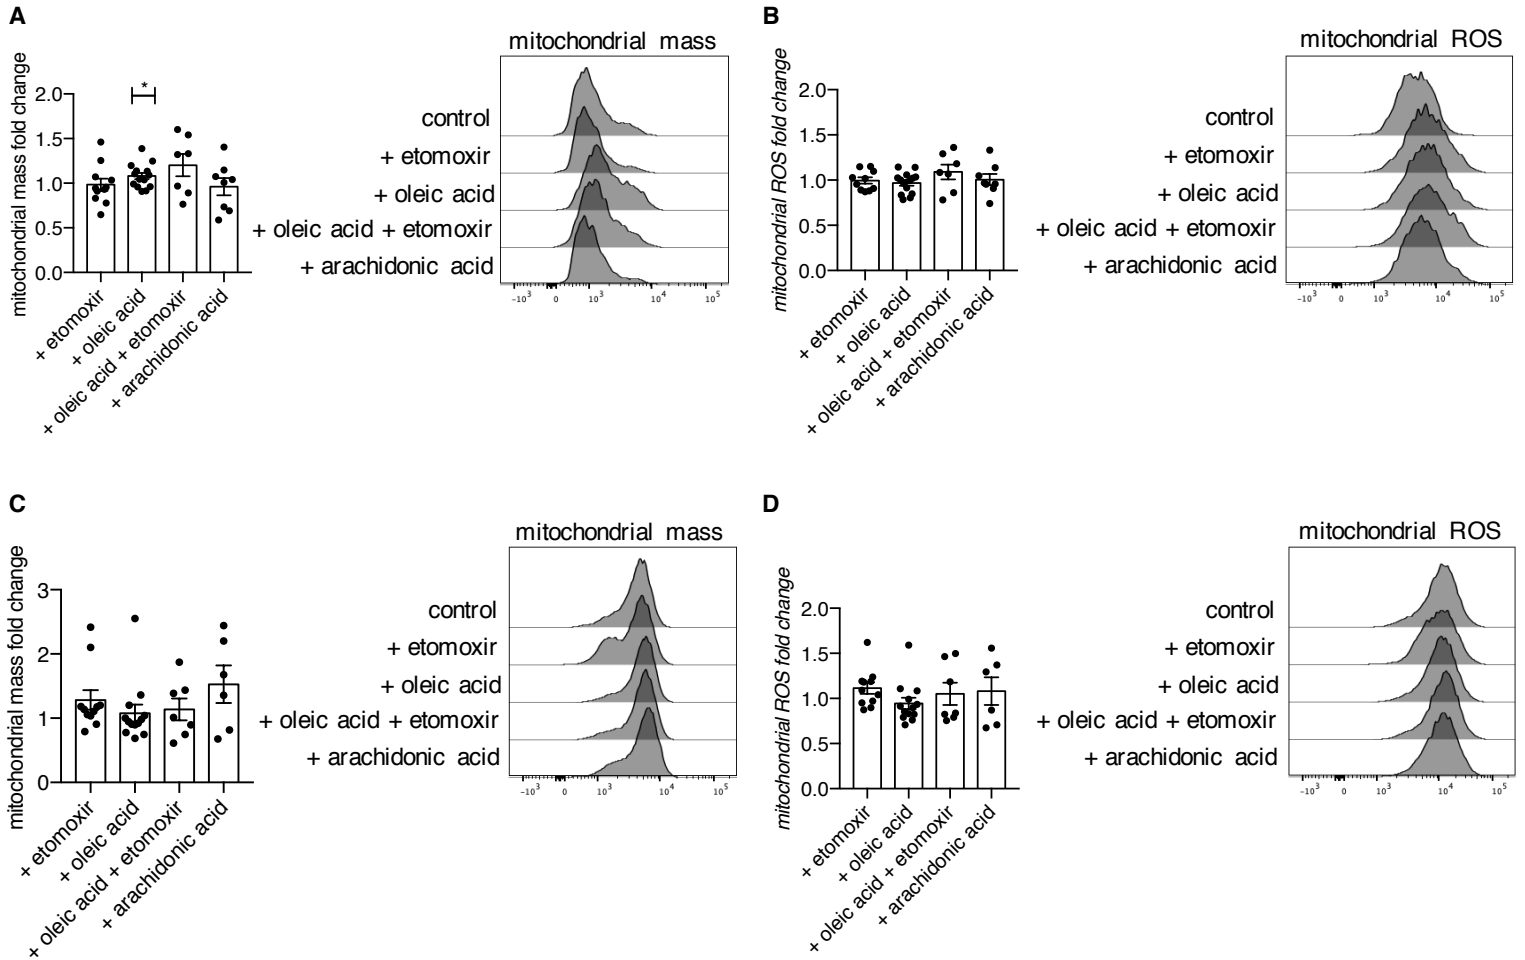 A
mitochondrial mass fold change
2.0
1.5
1.0
0.5
0.0
*
+ etomoxir
+ oleic acid
+ oleic acid + etomoxir
+ arachidonic acid
mitochondrial mass
control
+ etomoxir
+ oleic acid
+ oleic acid + etomoxir
+ arachidonic acid
-10³ 0 10³ 10⁴ 10⁵
B
mitochondrial ROS fold change
2.0
1.5
1.0
0.5
0.0
+ etomoxir
+ oleic acid
+ oleic acid + etomoxir
+ arachidonic acid
mitochondrial ROS
control
+ etomoxir
+ oleic acid
+ oleic acid + etomoxir
+ arachidonic acid
-10³ 0 10³ 10⁴ 10⁵
C
mitochondrial mass fold change
3
2
1
0
+ etomoxir
+ oleic acid
+ oleic acid + etomoxir
+ arachidonic acid
mitochondrial mass
control
+ etomoxir
+ oleic acid
+ oleic acid + etomoxir
+ arachidonic acid
-10³ 0 10³ 10⁴ 10⁵
D
mitochondrial ROS fold change
2.0
1.5
1.0
0.5
0.0
+ etomoxir
+ oleic acid
+ oleic acid + etomoxir
+ arachidonic acid
mitochondrial ROS
control
+ etomoxir
+ oleic acid
+ oleic acid + etomoxir
+ arachidonic acid
-10³ 0 10³ 10⁴ 10⁵